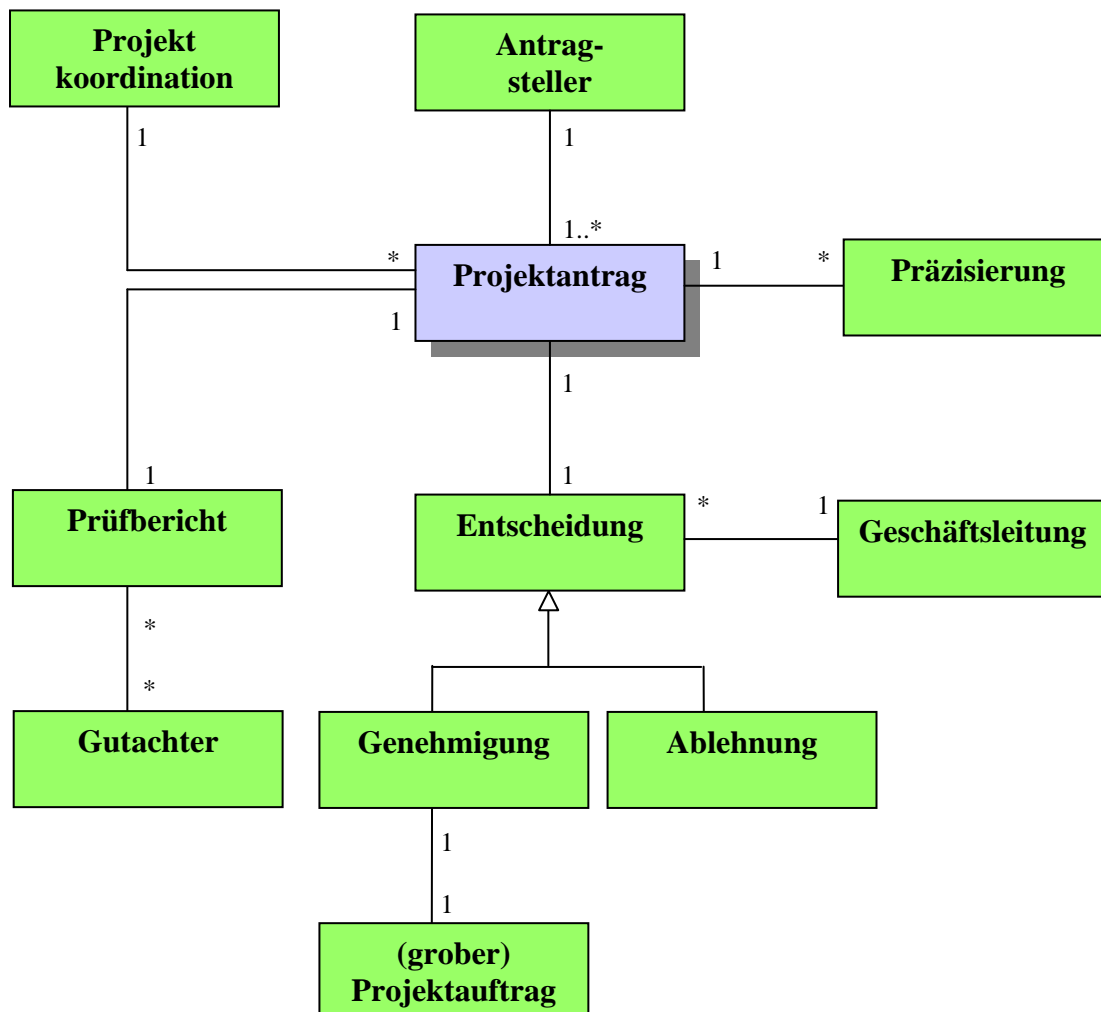 Projekt
koordination
Antrag-
steller
1
1
1..*
*
Projektantrag
1
*
Präzisierung
1
1
1
1
Prüfbericht
Entscheidung
*
1
Geschäftsleitung
*
*
Gutachter
Genehmigung
Ablehnung
1
1
(grober)
Projektauftrag